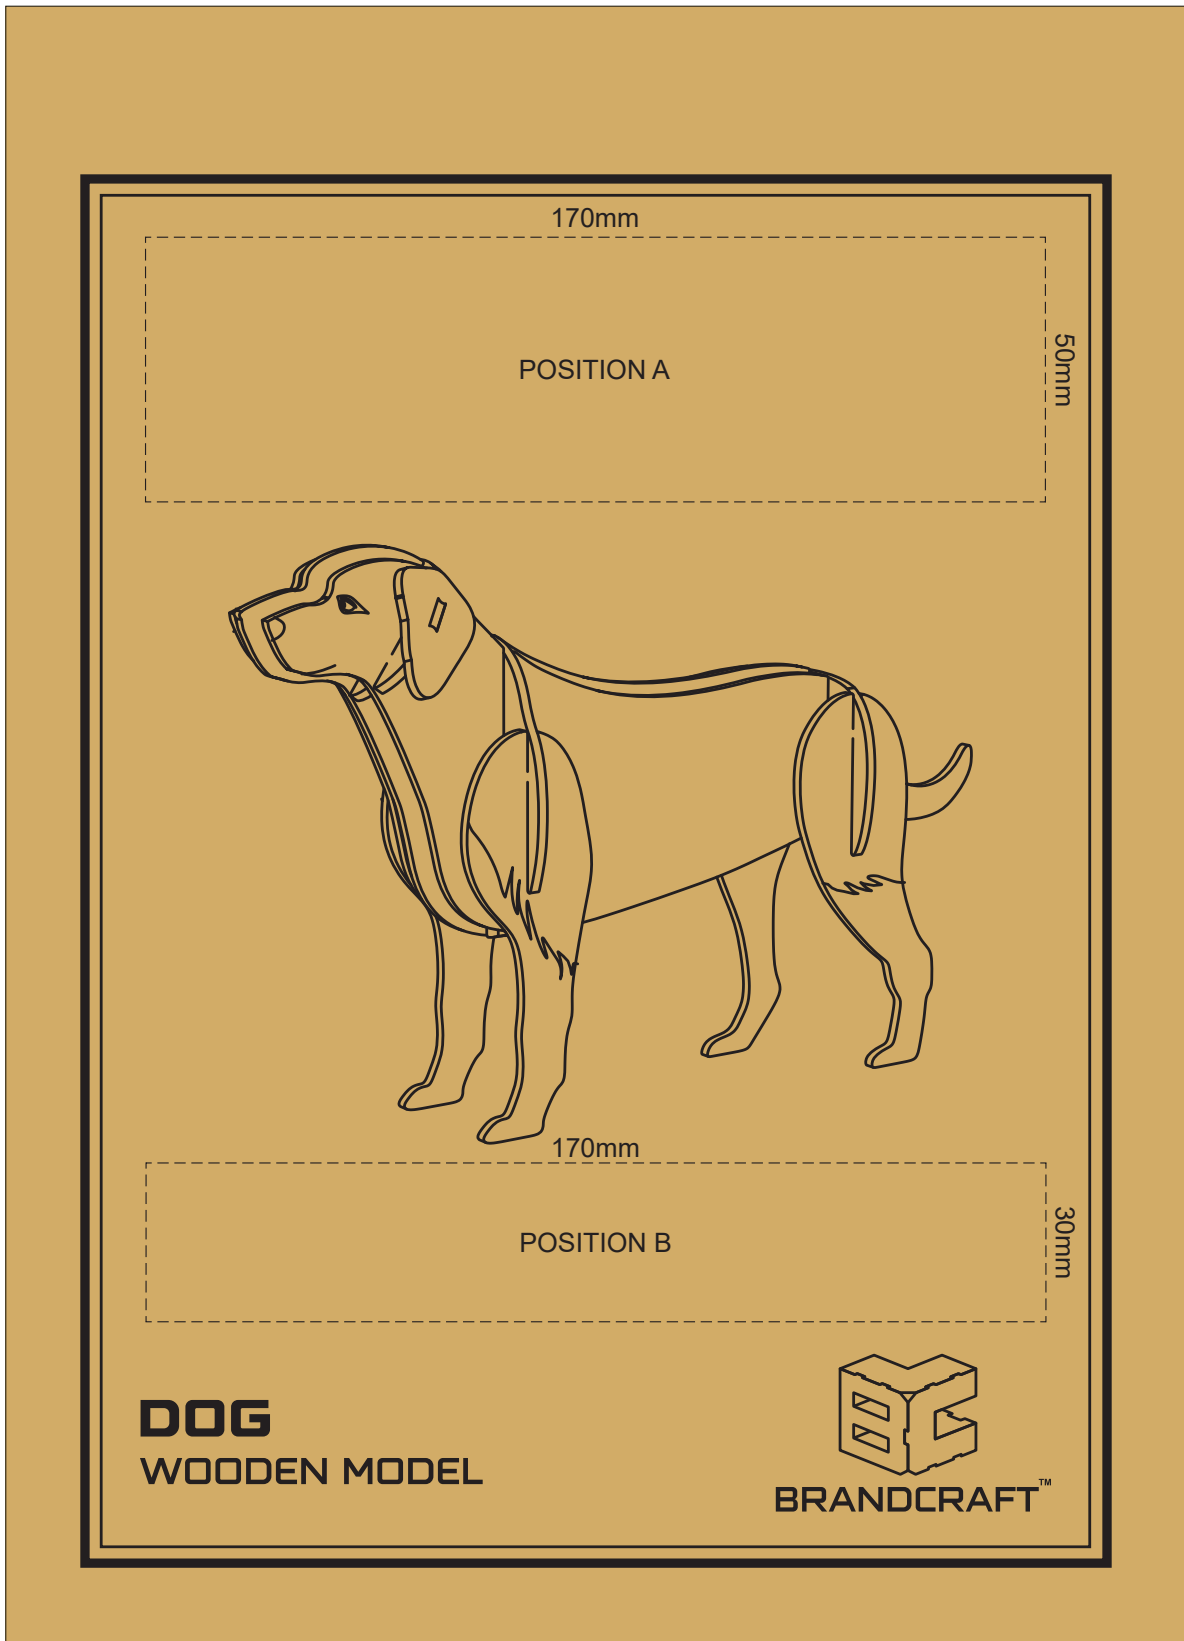 170mm
POSITION A
50mm
170mm
POSITION B
30mm
DOG
WOODEN MODEL
BRANDCRAFT™